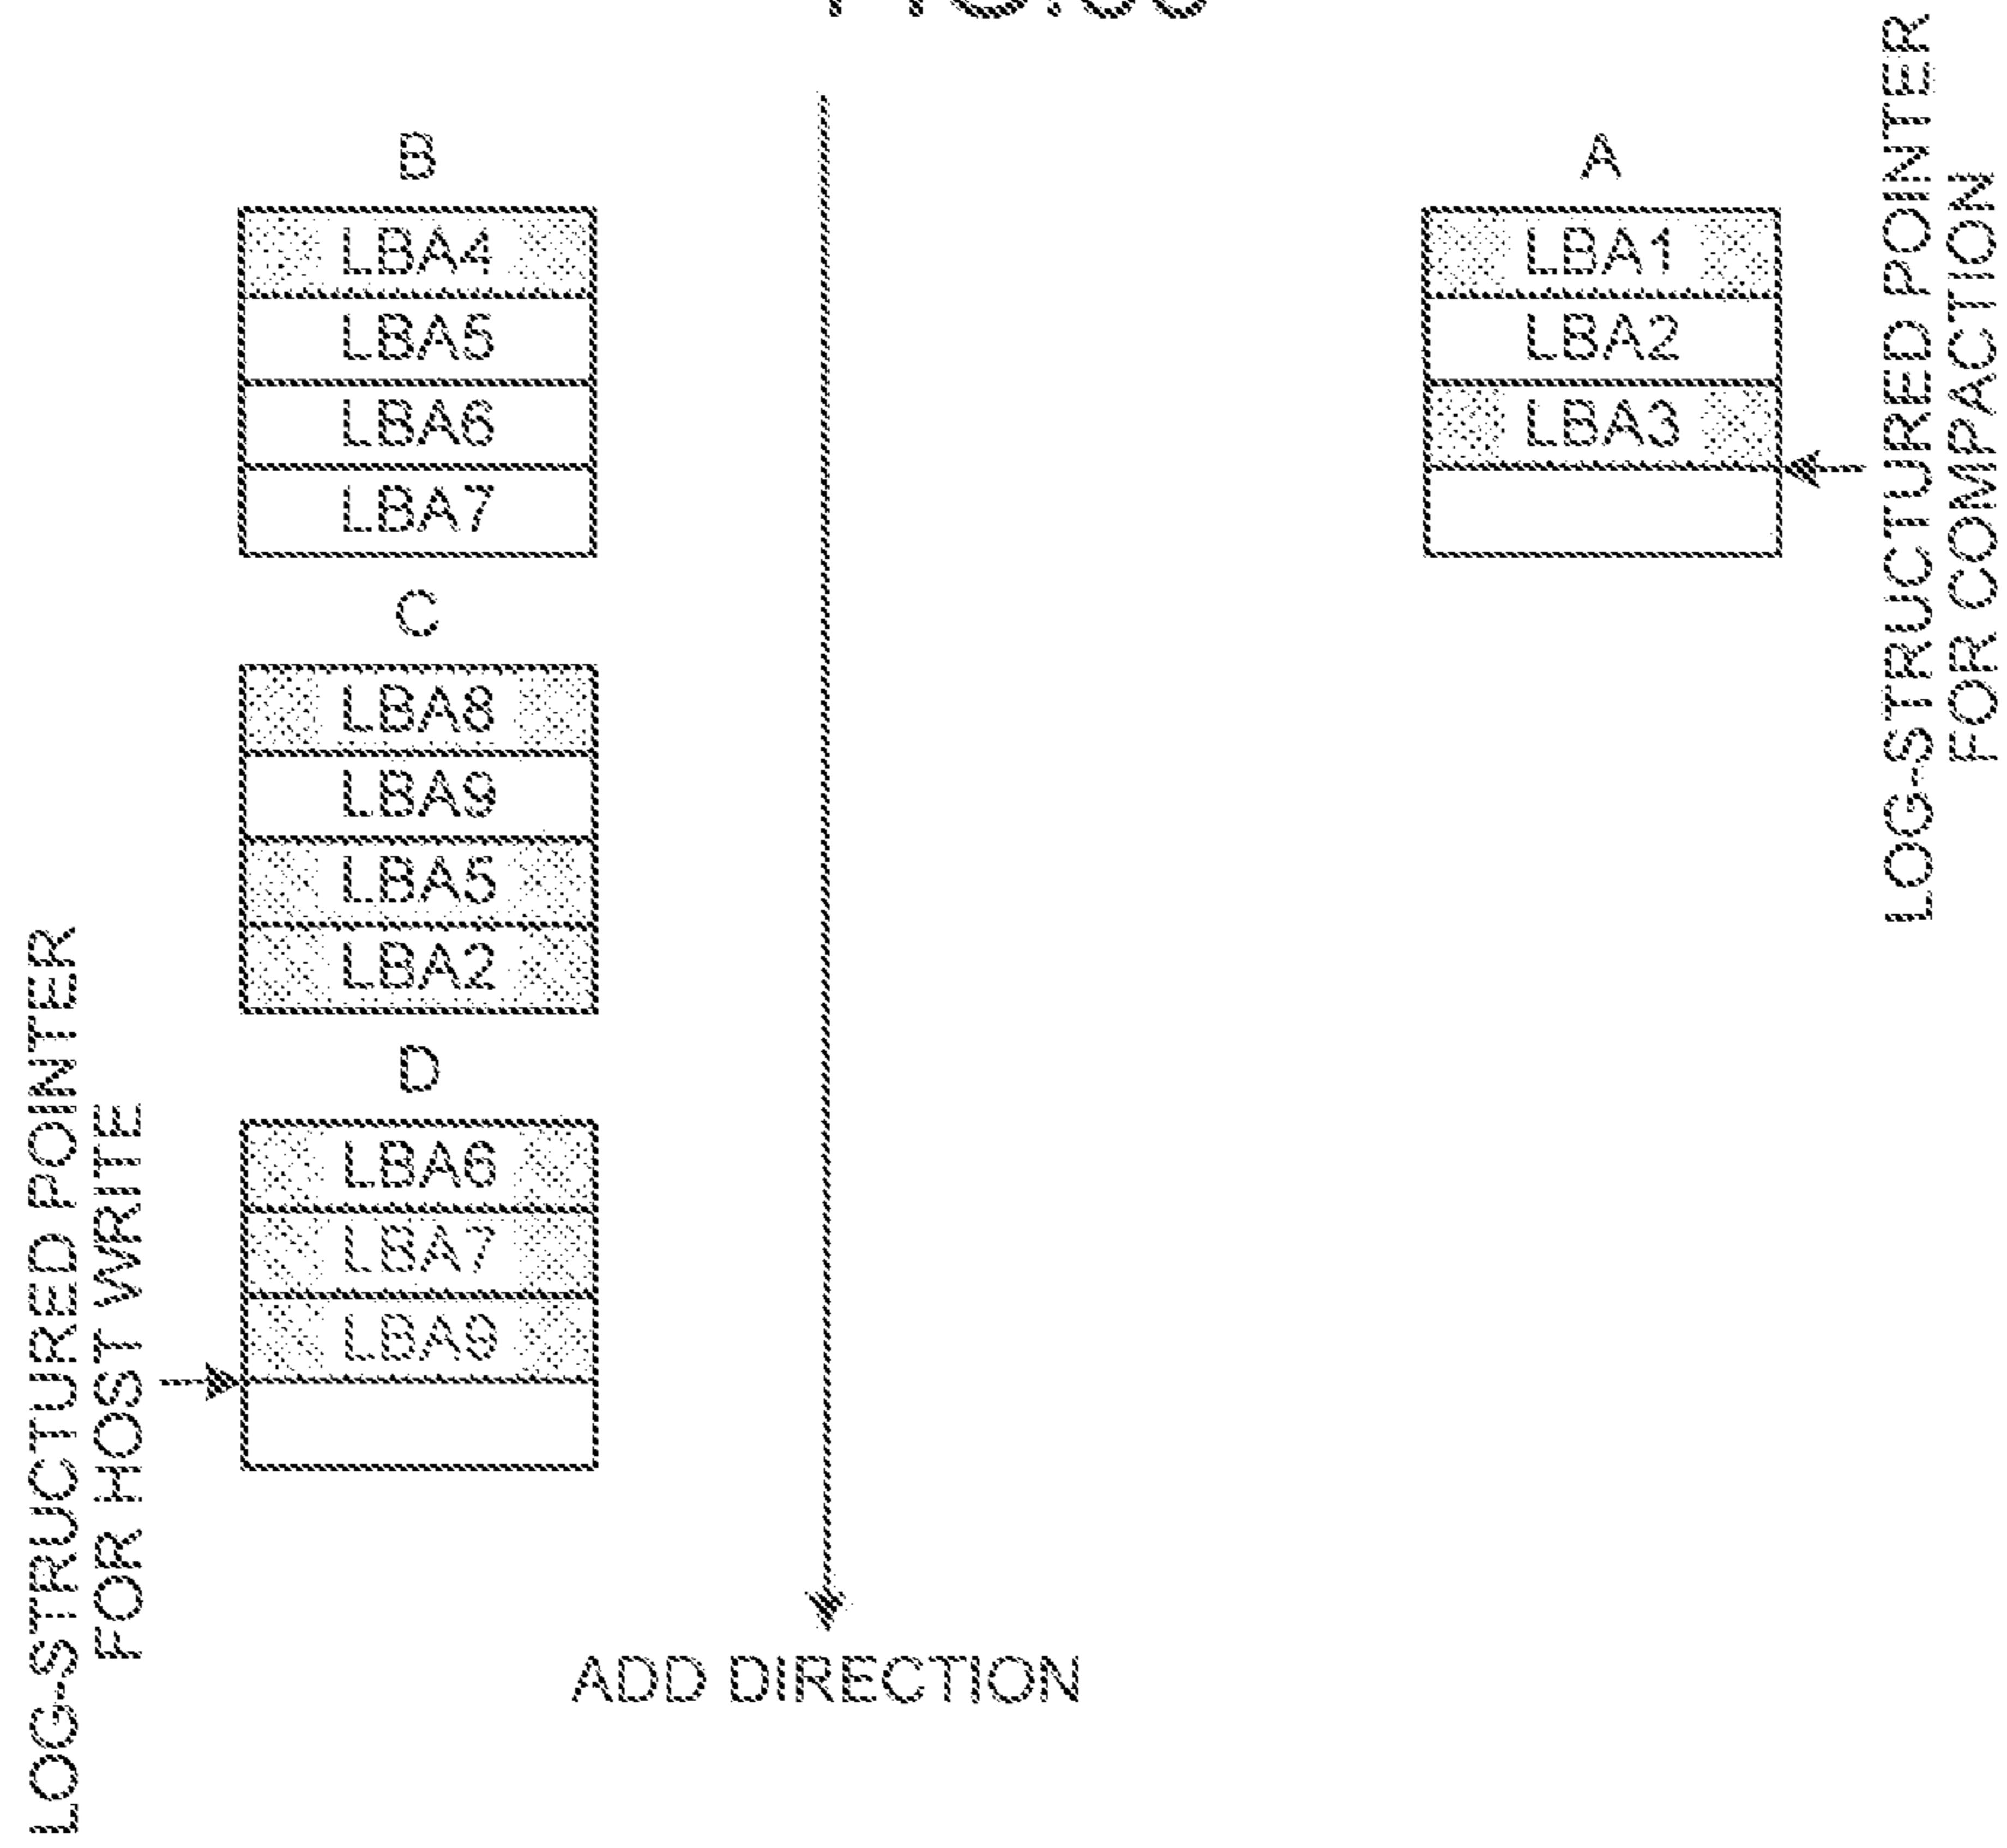 B
LBA4
LBA5
LBA6
LBA7
C
LBA8
LBA9
LBA5
LBA2
D
LBA6
LBA7
LBA9
LOG-STRUCTURED POINTER
FOR HOST WRITE
ADD DIRECTION
A
LBA1
LBA2
LBA3
LOG-STRUCTURED POINTER
FOR COMPACTION